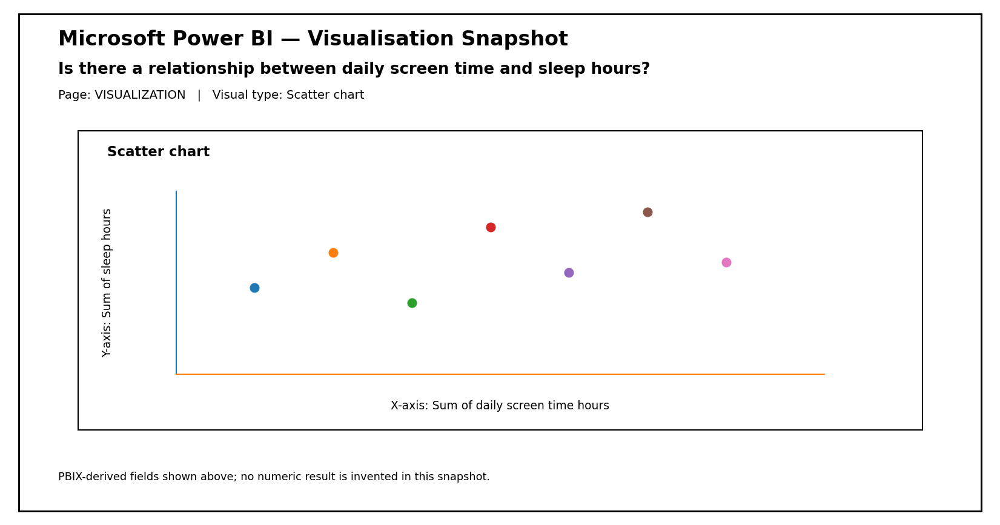 Microsoft Power BI — Visualisation Snapshot
Is there a relationship between daily screen time and sleep hours?
Page: VISUALIZATION | Visual type: Scatter chart
Scatter chart
Y-axis: Sum of sleep hours
X-axis: Sum of daily screen time hours
PBIX-derived fields shown above; no numeric result is invented in this snapshot.